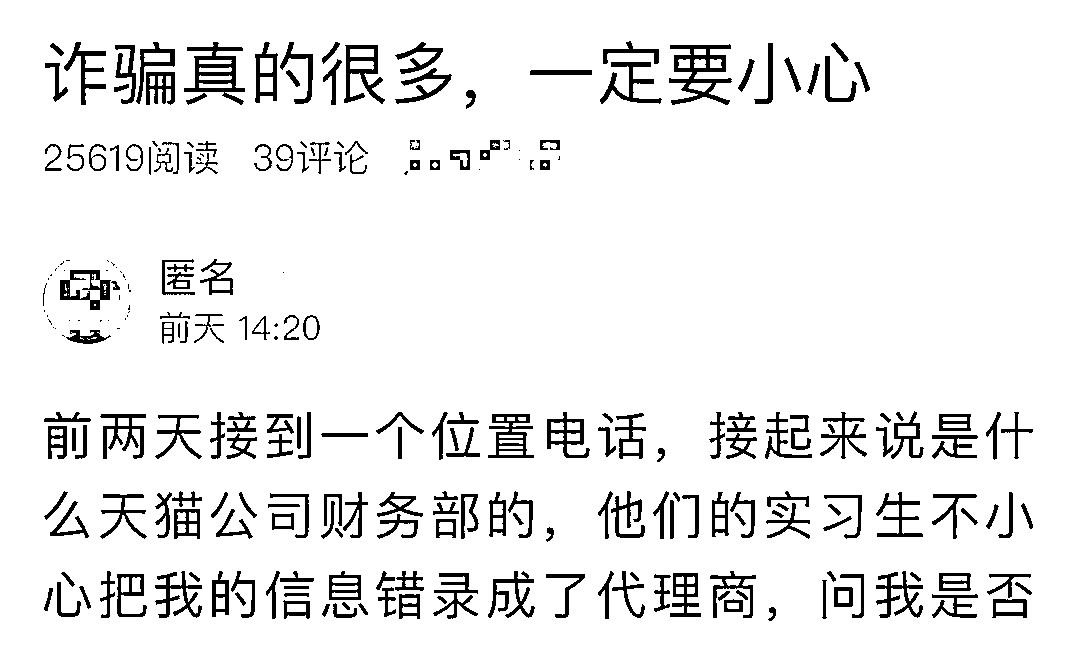 诈骗真的很多，一定要小心
25619阅读 39评论
匿名
前天 14:20
前两天接到一个位置电话，接起来说是什
么天猫公司财务部的，他们的实习生不小
心把我的信息错录成了代理商，问我是否